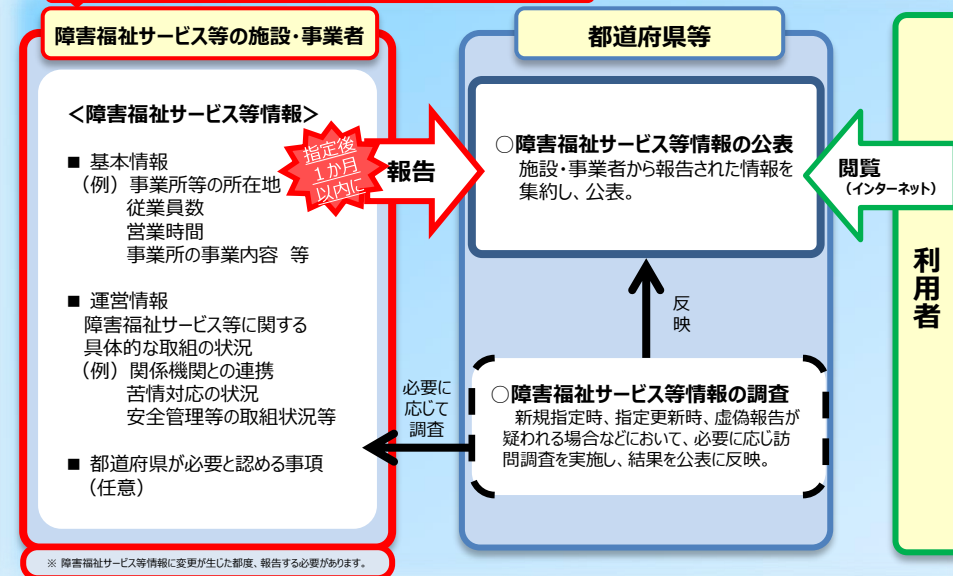 障害福祉サービス等の施設・事業者
＜障害福祉サービス等情報＞
■ 基本情報
（例）事業所等の所在地
従業員数
営業時間
事業所の事業内容 等
■ 運営情報
障害福祉サービス等に関する
具体的な取組の状況
（例）関係機関との連携
苦情対応の状況
安全管理等の取組状況等
■ 都道府県が必要と認める事項
（任意）
※ 障害福祉サービス等情報に変更が生じた都度、報告する必要があります。
指定後
１か月
以内に
報告
都道府県等
○障害福祉サービス等情報の公表
施設・事業者から報告された情報を
集約し、公表。
反
映
○障害福祉サービス等情報の調査
新規指定時、指定更新時、虚偽報告が
疑われる場合などにおいて、必要に応じ訪
問調査を実施し、結果を公表に反映。
必要に
応じて
調査
閲覧
（インターネット）
利用者